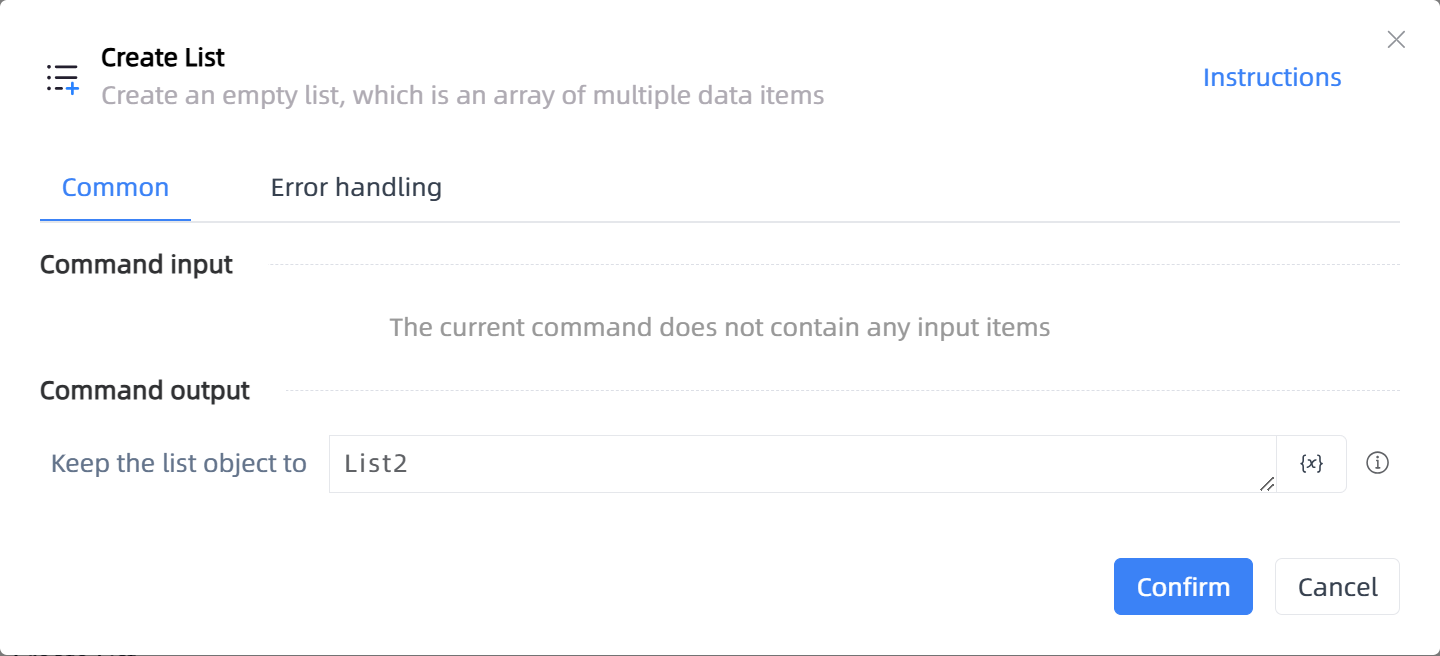 Create List
Create an empty list, which is an array of multiple data items
Instructions
Common
Error handling
Command input
The current command does not contain any input items
Command output
Keep the list object to
List2
{x}
Confirm
Cancel